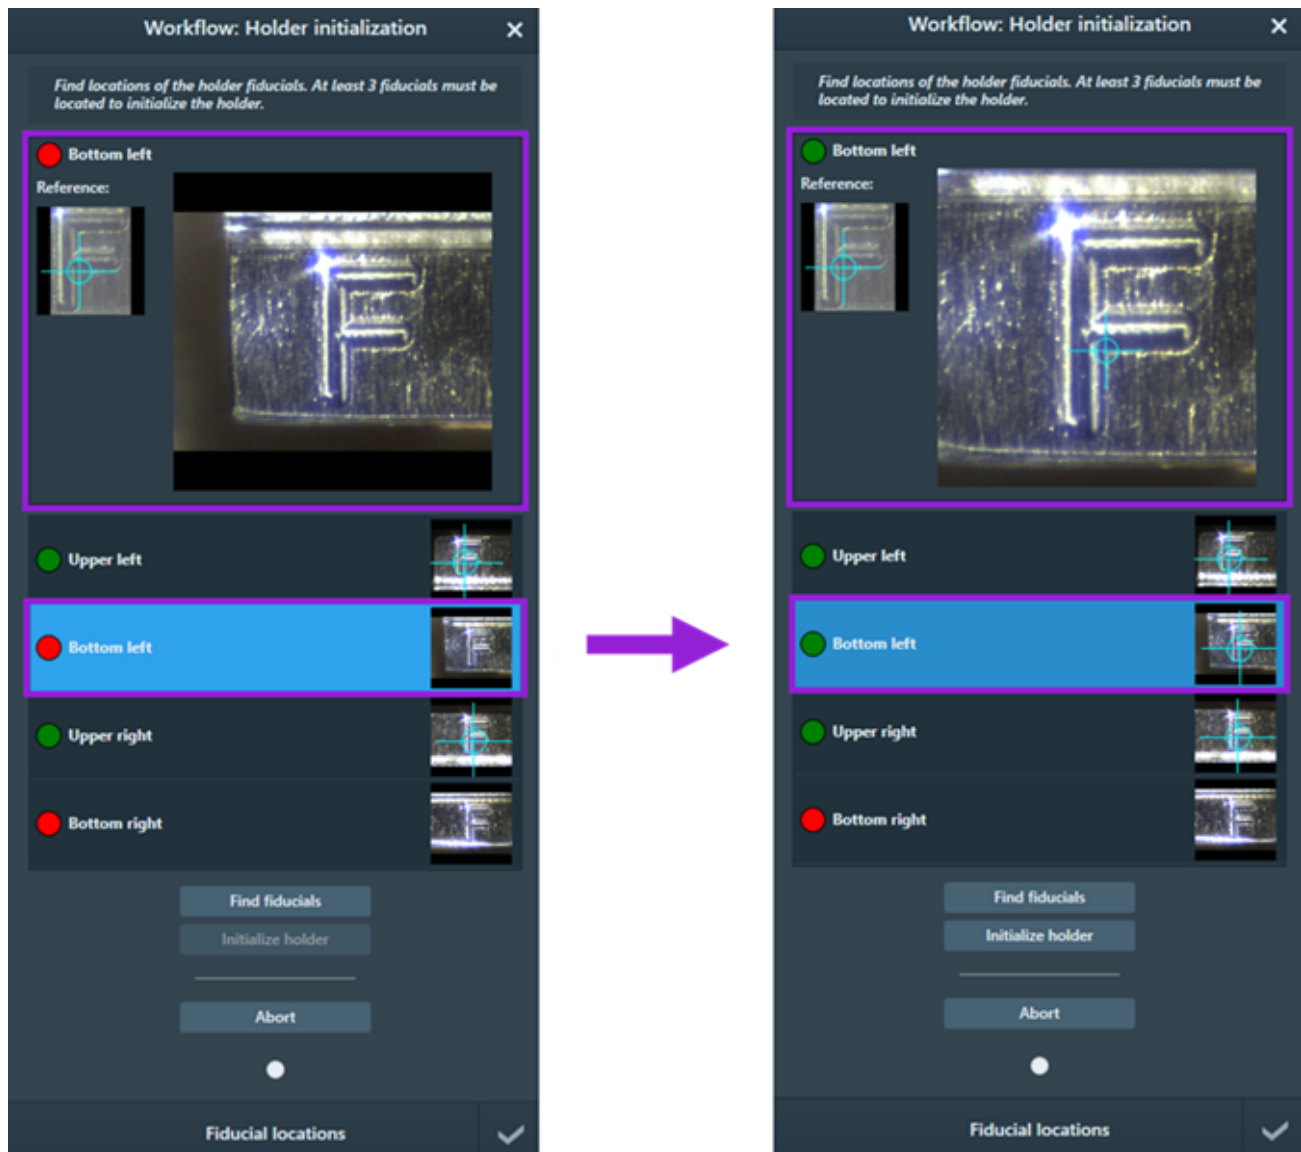 Workflow: Holder initialization
Find locations of the holder fiducials. At least 3 fiducials must be
located to initialize the holder.
Bottom left
Reference:
F
F
Upper left
F
Bottom left
F
Upper right
F
Bottom right
F
Find fiducials
Initialize holder
Abort
Fiducial locations
Workflow: Holder initialization
Find locations of the holder fiducials. At least 3 fiducials must be
located to initialize the holder.
Bottom left
Reference:
F
F
Upper left
F
Bottom left
F
Upper right
F
Bottom right
F
Find fiducials
Initialize holder
Abort
Fiducial locations